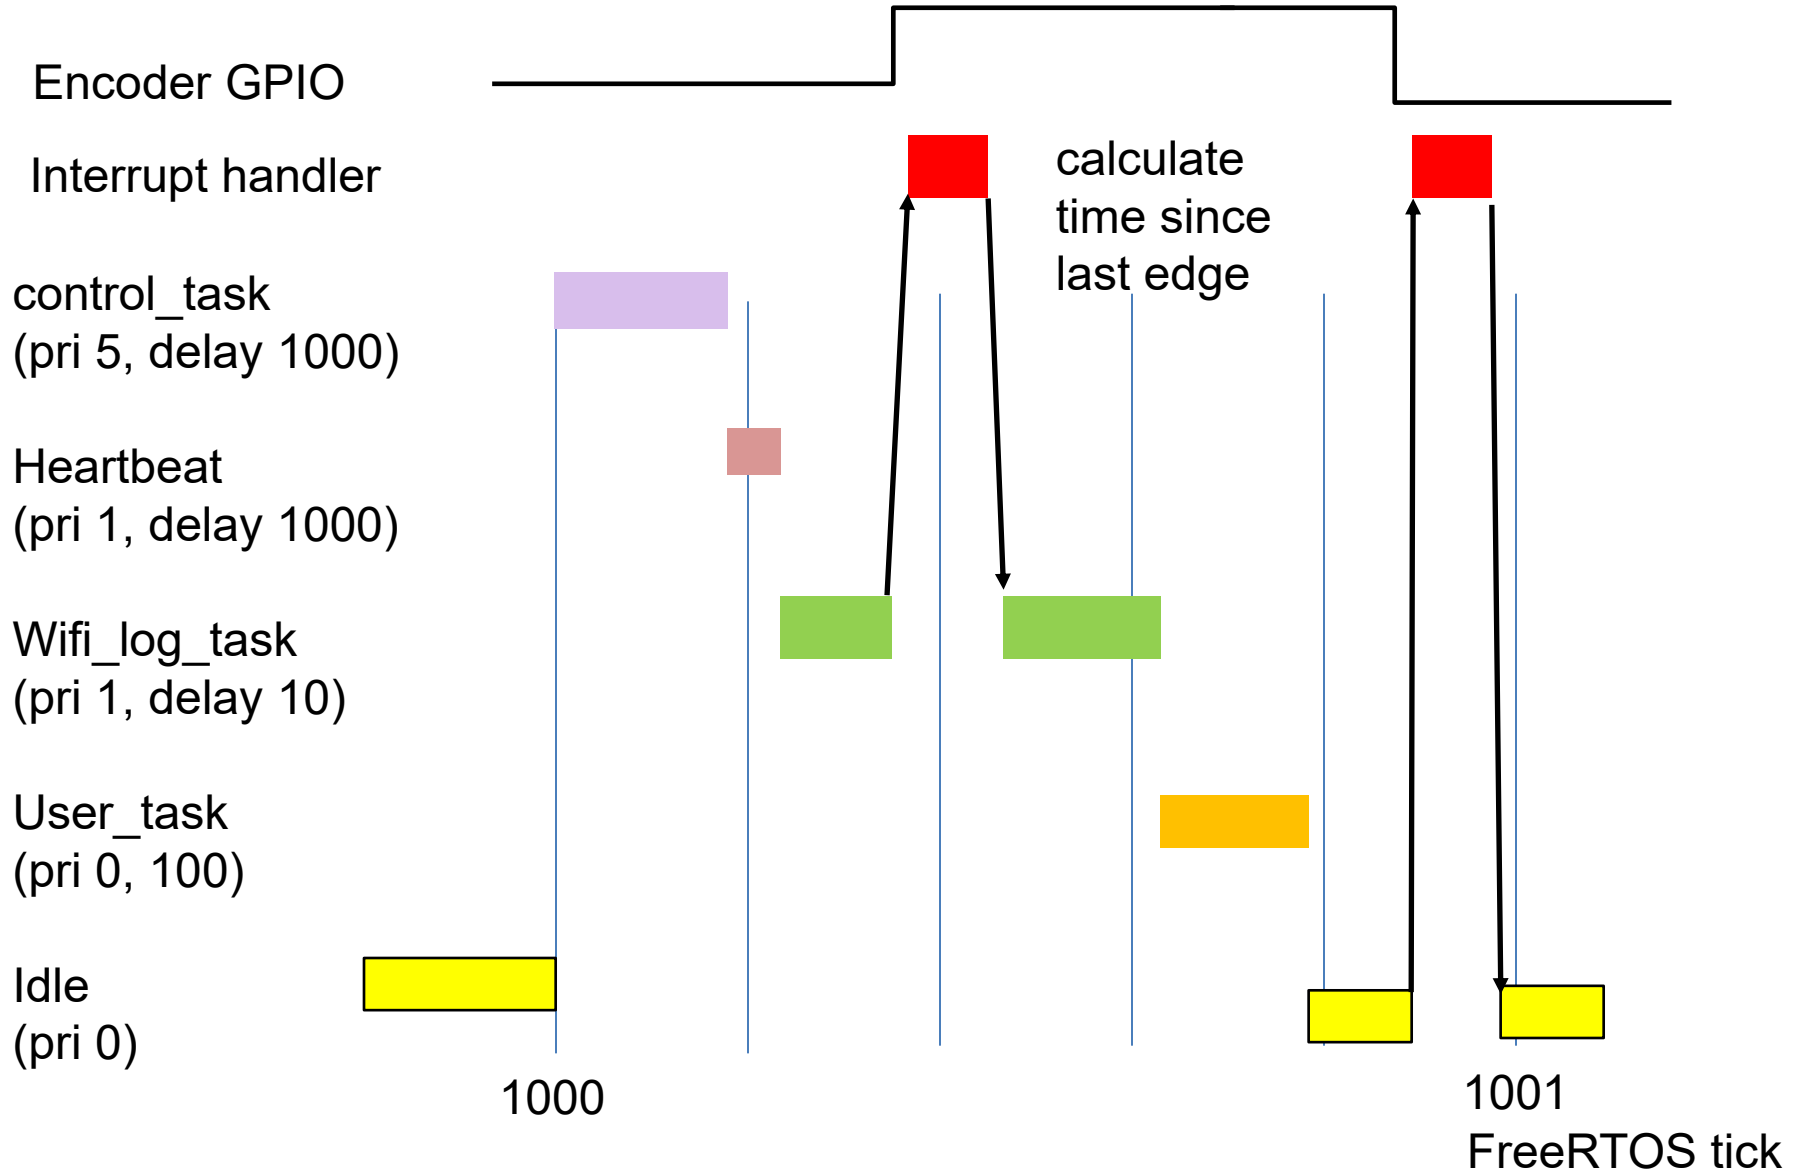 Encoder GPIO
Interrupt handler
calculate
time since
last edge
control_task
(pri 5, delay 1000)
Heartbeat
(pri 1, delay 1000)
Wifi_log_task
(pri 1, delay 10)
User_task
(pri 0, 100)
Idle
(pri 0)
1000
1001
FreeRTOS tick